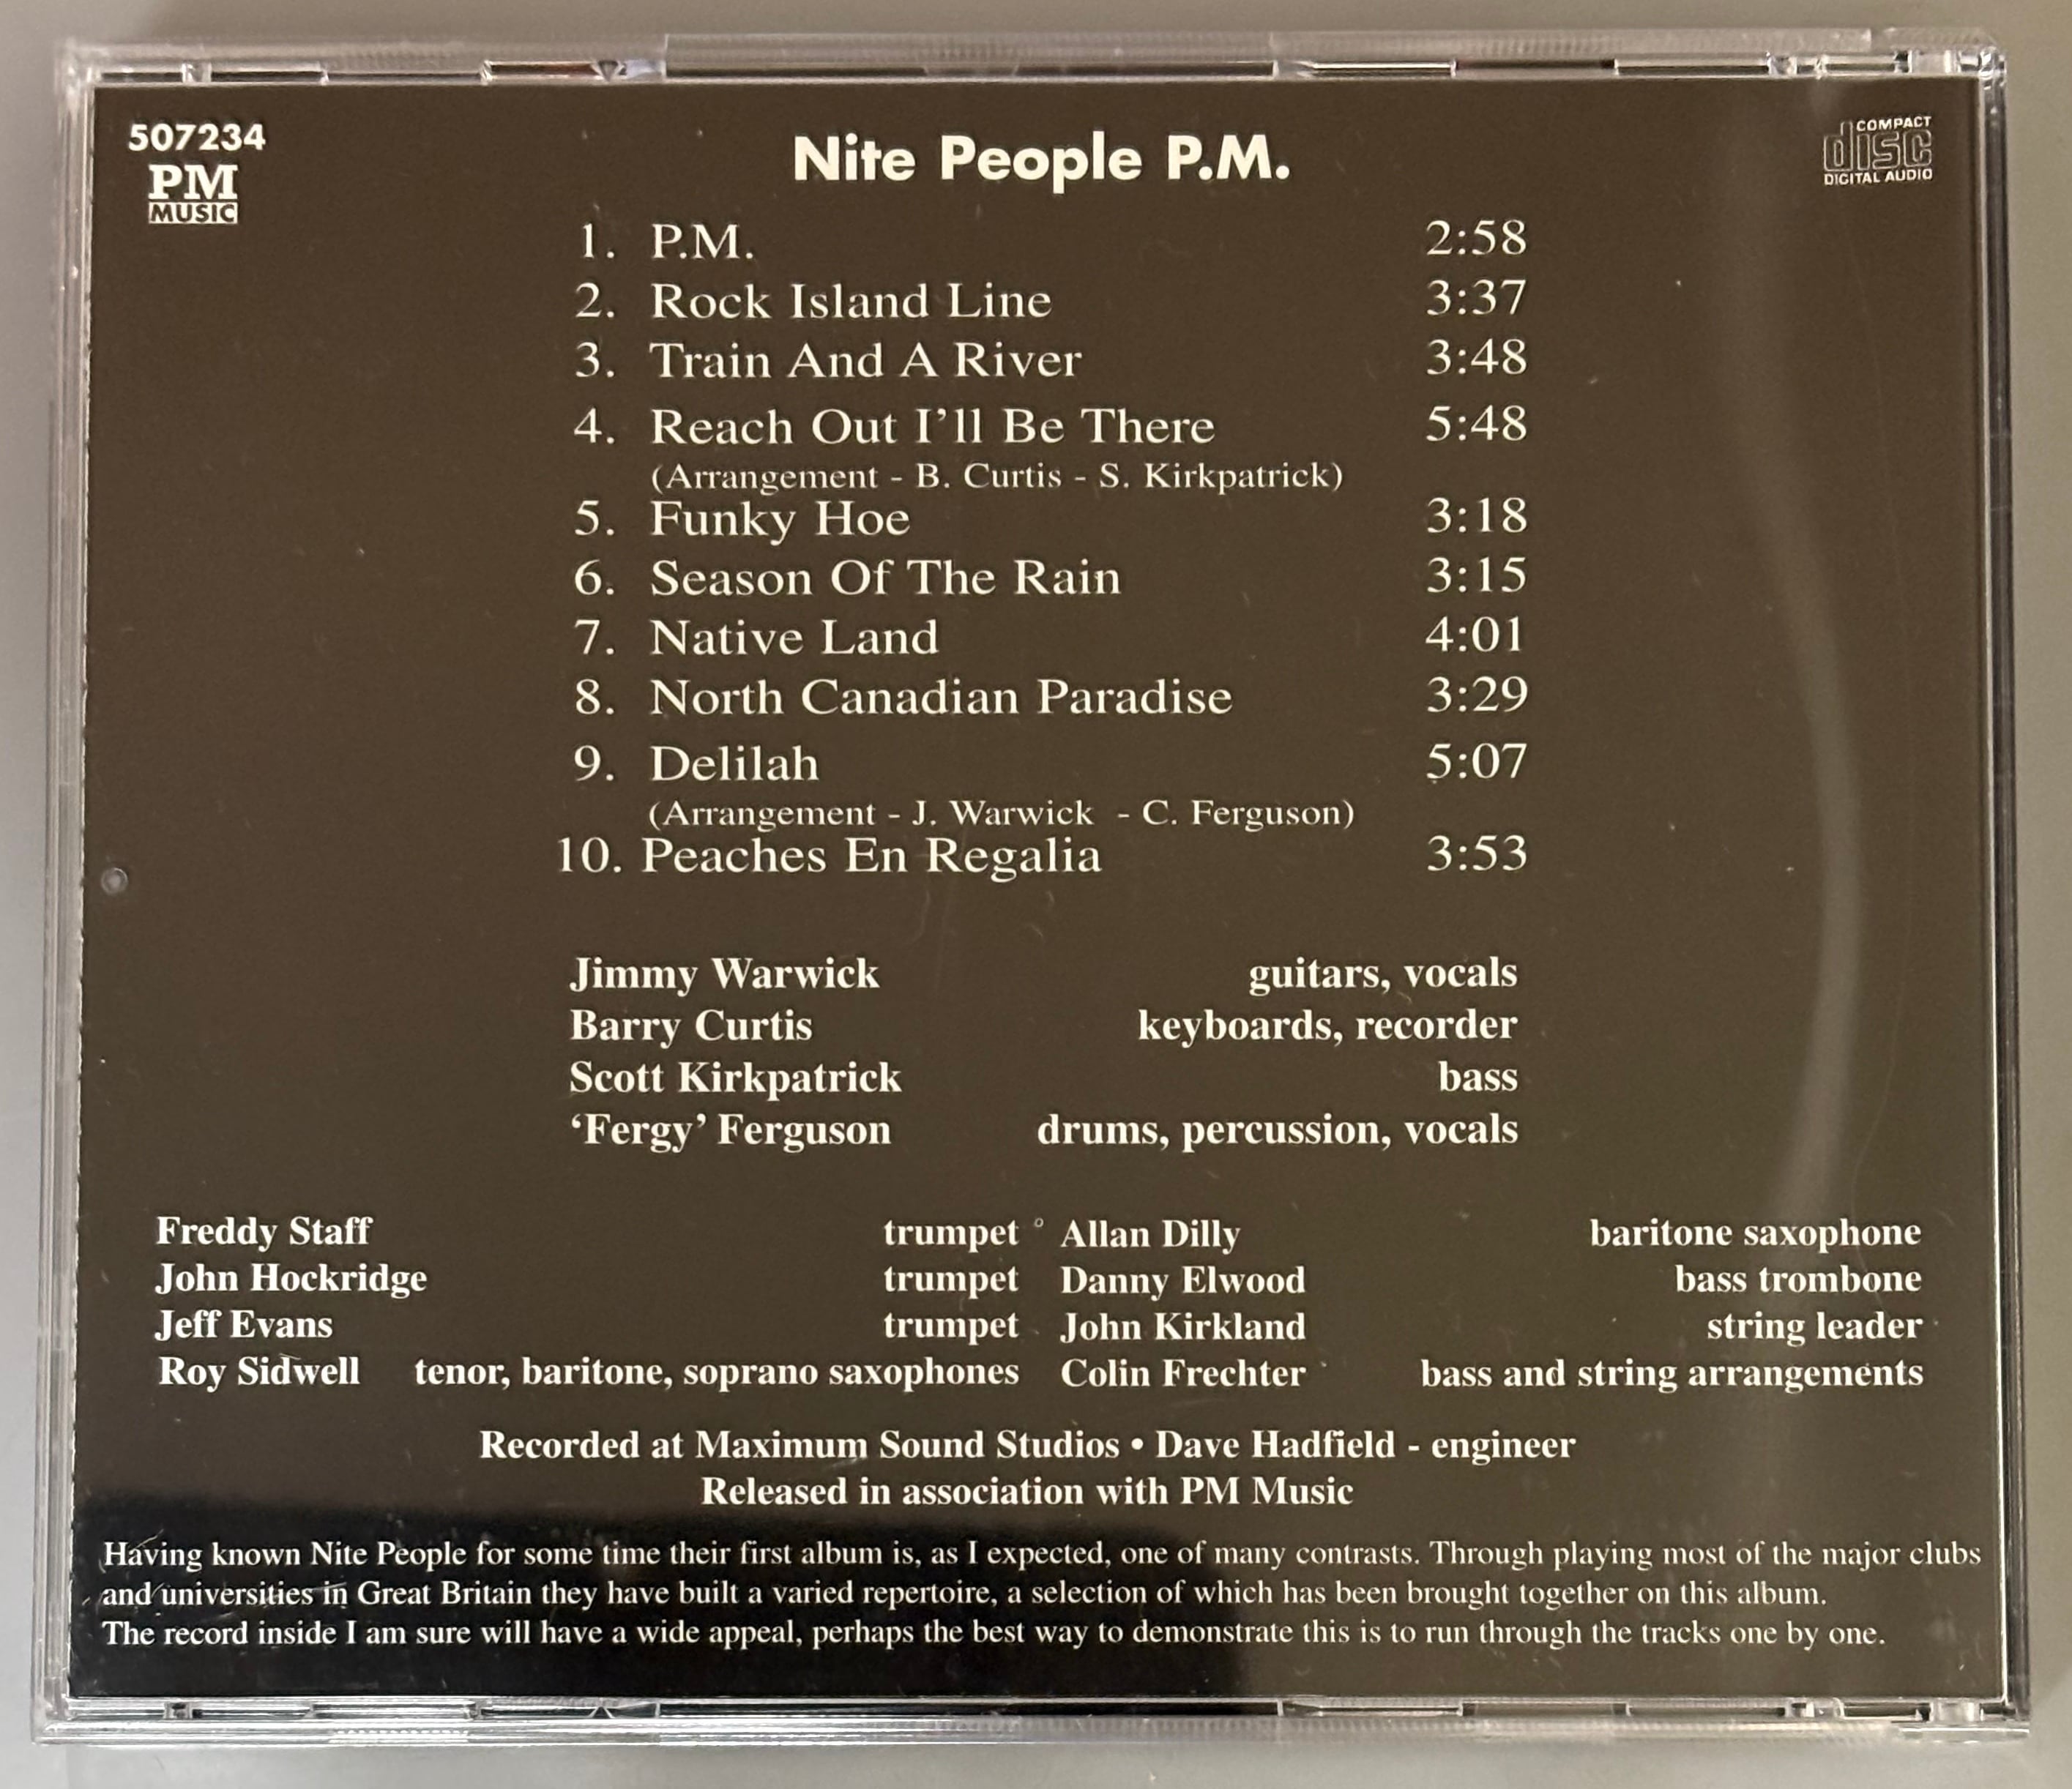 507234
PM
MUSIC
Nite People P.M.
COMPACT
disc
DIGITAL AUDIO
1. P.M. 2:58
2. Rock Island Line 3:37
3. Train And A River 3:48
4. Reach Out I'll Be There 5:48
(Arrangement - B. Curtis - S. Kirkpatrick)
5. Funky Hoe 3:18
6. Season Of The Rain 3:15
7. Native Land 4:01
8. North Canadian Paradise 3:29
9. Delilah 5:07
(Arrangement - J. Warwick - C. Ferguson)
10. Peaches En Regalia 3:53
Jimmy Warwick guitars, vocals
Barry Curtis keyboards, recorder
Scott Kirkpatrick bass
‘Fergy’ Ferguson drums, percussion, vocals
Freddy Staff trumpet Allan Dilly baritone saxophone
John Hockridge trumpet Danny Elwood bass trombone
Jeff Evans trumpet John Kirkland string leader
Roy Sidwell tenor, baritone, soprano saxophones Colin Frechter bass and string arrangements
Recorded at Maximum Sound Studios • Dave Hadfield - engineer
Released in association with PM Music
Having known Nite People for some time their first album is, as I expected, one of many contrasts. Through playing most of the major clubs
and universities in Great Britain they have built a varied repertoire, a selection of which has been brought together on this album.
The record inside I am sure will have a wide appeal, perhaps the best way to demonstrate this is to run through the tracks one by one.